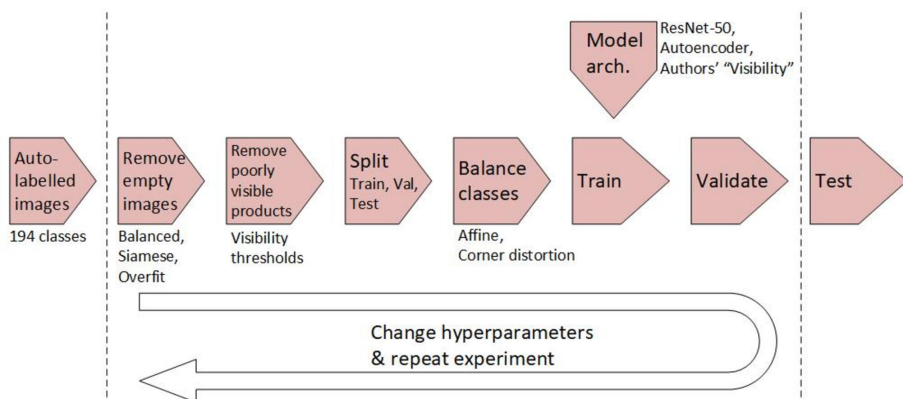 Model
arch.
ResNet-50,
Autoencoder,
Authors' “Visibility”
Auto-
labelled
images
194 classes
Remove
empty
images
Balanced,
Siamese,
Overfit
Remove
poorly
visible
products
Visibility
thresholds
Split
Train, Val,
Test
Balance
classes
Affine,
Corner distortion
Train
Validate
Test
Change hyperparameters
& repeat experiment